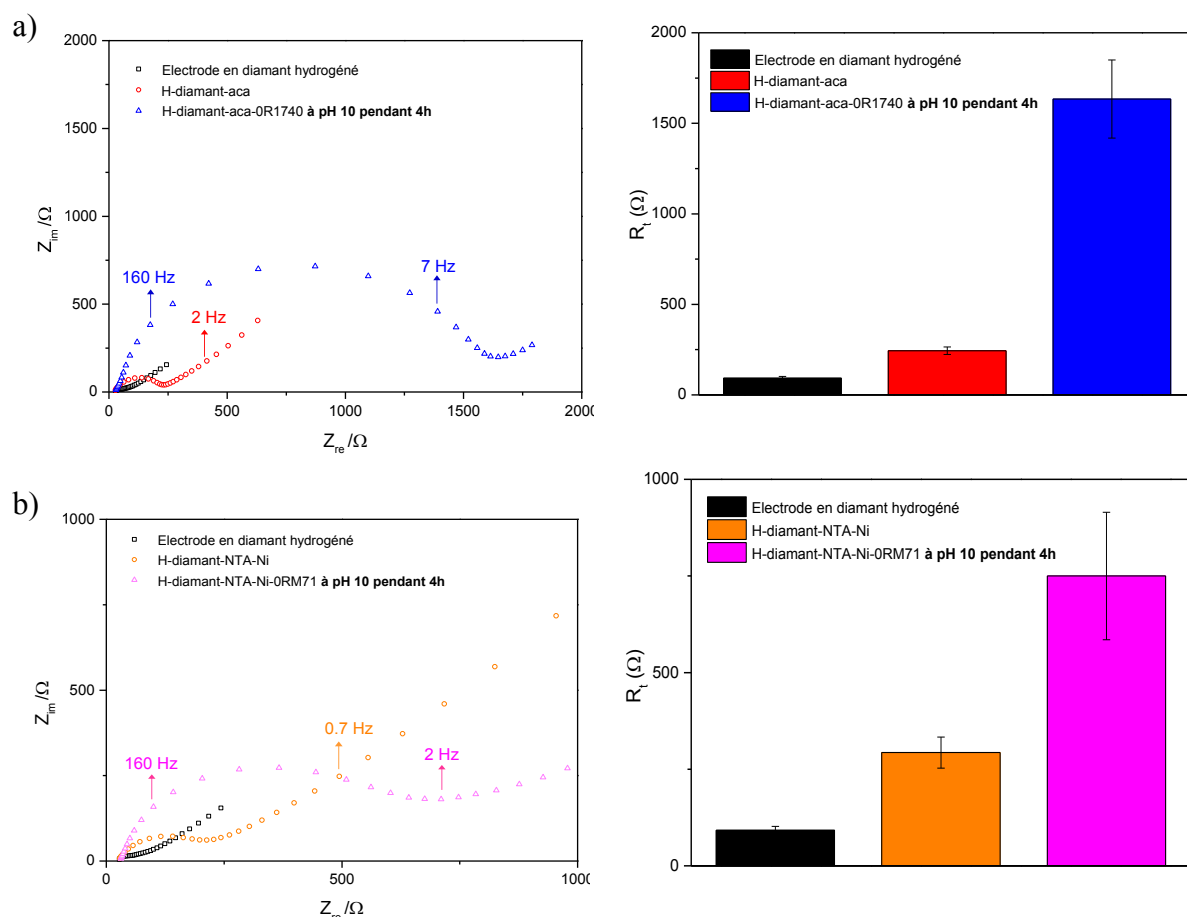 a)
2000
1500
1000
500
0
Z_im /Ω
Electrode en diamant hydrogéné
H-diamant-aca
H-diamant-aca-0R1740 à pH 10 pendant 4h
160 Hz
2 Hz
7 Hz
0 500 1000 1500 2000
Z_re /Ω
2000
1500
1000
500
0
R_t (Ω)
Electrode en diamant hydrogéné
H-diamant-aca
H-diamant-aca-0R1740 à pH 10 pendant 4h
b)
1000
500
0
Z_im /Ω
Electrode en diamant hydrogéné
H-diamant-NTA-Ni
H-diamant-NTA-Ni-0RM71 à pH 10 pendant 4h
160 Hz
0.7 Hz
2 Hz
0 500 1000
Z_re /Ω
1000
500
0
R_t (Ω)
Electrode en diamant hydrogéné
H-diamant-NTA-Ni
H-diamant-NTA-Ni-0RM71 à pH 10 pendant 4h